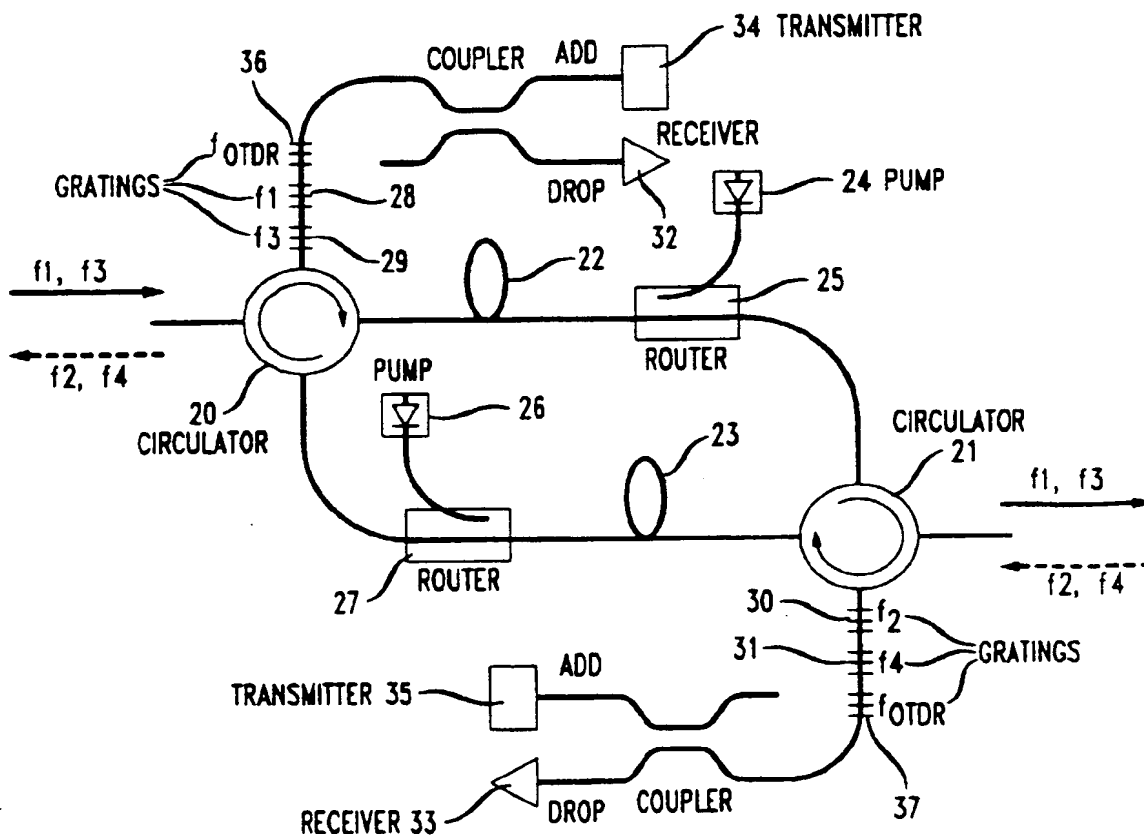 34 TRANSMITTER
36
COUPLER
ADD
fOTDR
RECEIVER
GRATINGS
f1
28
DROP
32
24 PUMP
f3
29
22
25
f1, f3
ROUTER
f2, f4
PUMP
26
20
CIRCULATOR
23
CIRCULATOR
21
f1, f3
27
ROUTER
f2, f4
30
f2
31
f4
GRATINGS
ADD
TRANSMITTER 35
fOTDR
RECEIVER 33
DROP
COUPLER
37